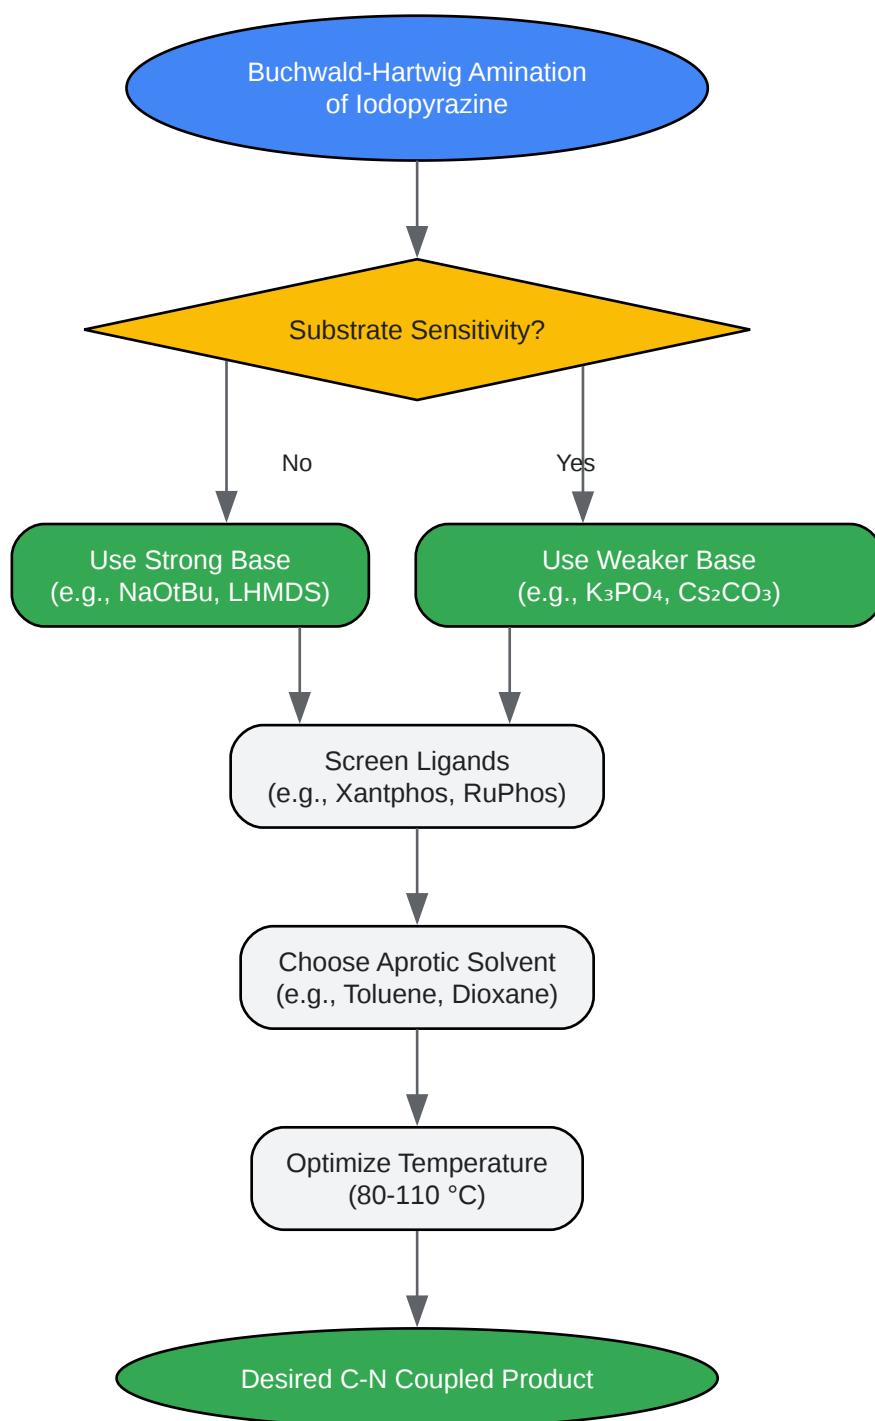 Buchwald-Hartwig Amination
of Iodopyrazine
Substrate Sensitivity?
No
Yes
Use Strong Base
(e.g., NaOtBu, LHMDS)
Use Weaker Base
(e.g., K₃PO₄, Cs₂CO₃)
Screen Ligands
(e.g., Xantphos, RuPhos)
Choose Aprotic Solvent
(e.g., Toluene, Dioxane)
Optimize Temperature
(80-110 °C)
Desired C-N Coupled Product